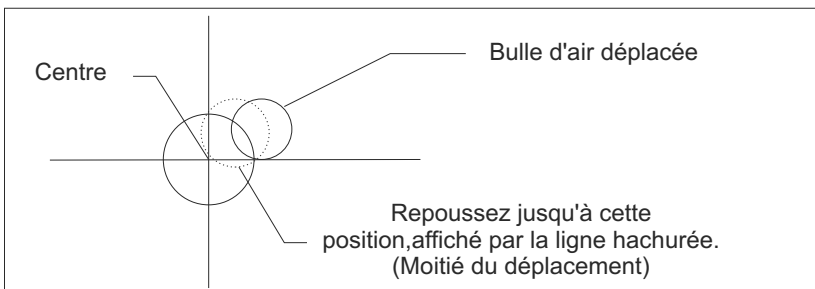 Bulle d'air déplacée
Centre
Repoussez jusqu'à cette
position,affiché par la ligne hachurée.
(Moitié du déplacement)